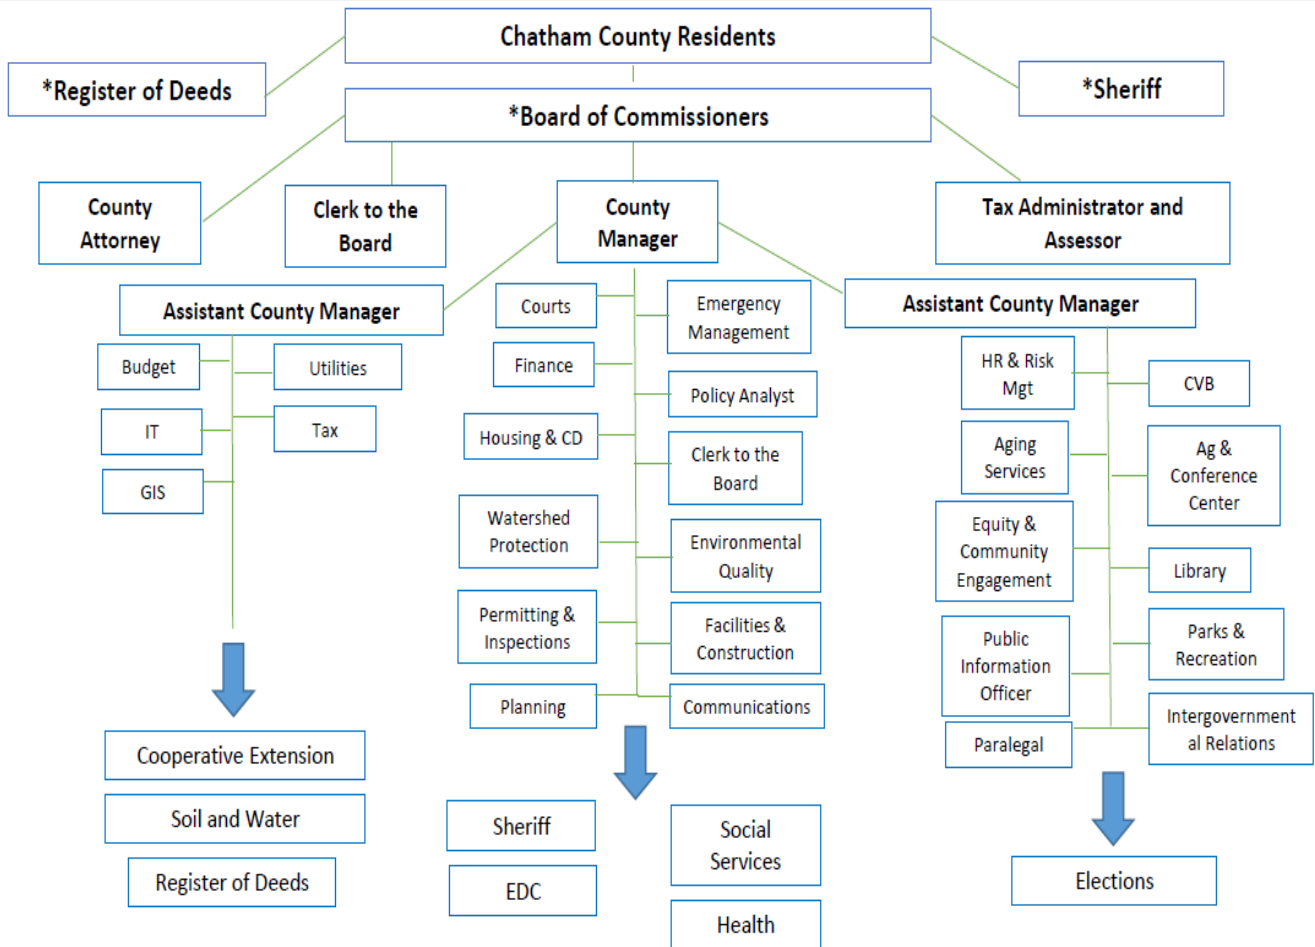 Chatham County Residents
*Register of Deeds
*Sheriff
*Board of Commissioners
County
Attorney
Clerk to the
Board
County
Manager
Tax Administrator and
Assessor
Assistant County Manager
Budget
Utilities
IT
Tax
GIS
Cooperative Extension
Soil and Water
Register of Deeds
Courts
Emergency
Management
Finance
Policy Analyst
Housing & CD
Clerk to the
Board
Watershed
Protection
Environmental
Quality
Permitting &
Inspections
Facilities &
Construction
Planning
Communications
Sheriff
Social
Services
EDC
Health
Assistant County Manager
HR & Risk
Mgt
CVB
Aging
Services
Ag &
Conference
Center
Equity &
Community
Engagement
Library
Public
Information
Officer
Parks &
Recreation
Paralegal
Intergovernment
al Relations
Elections